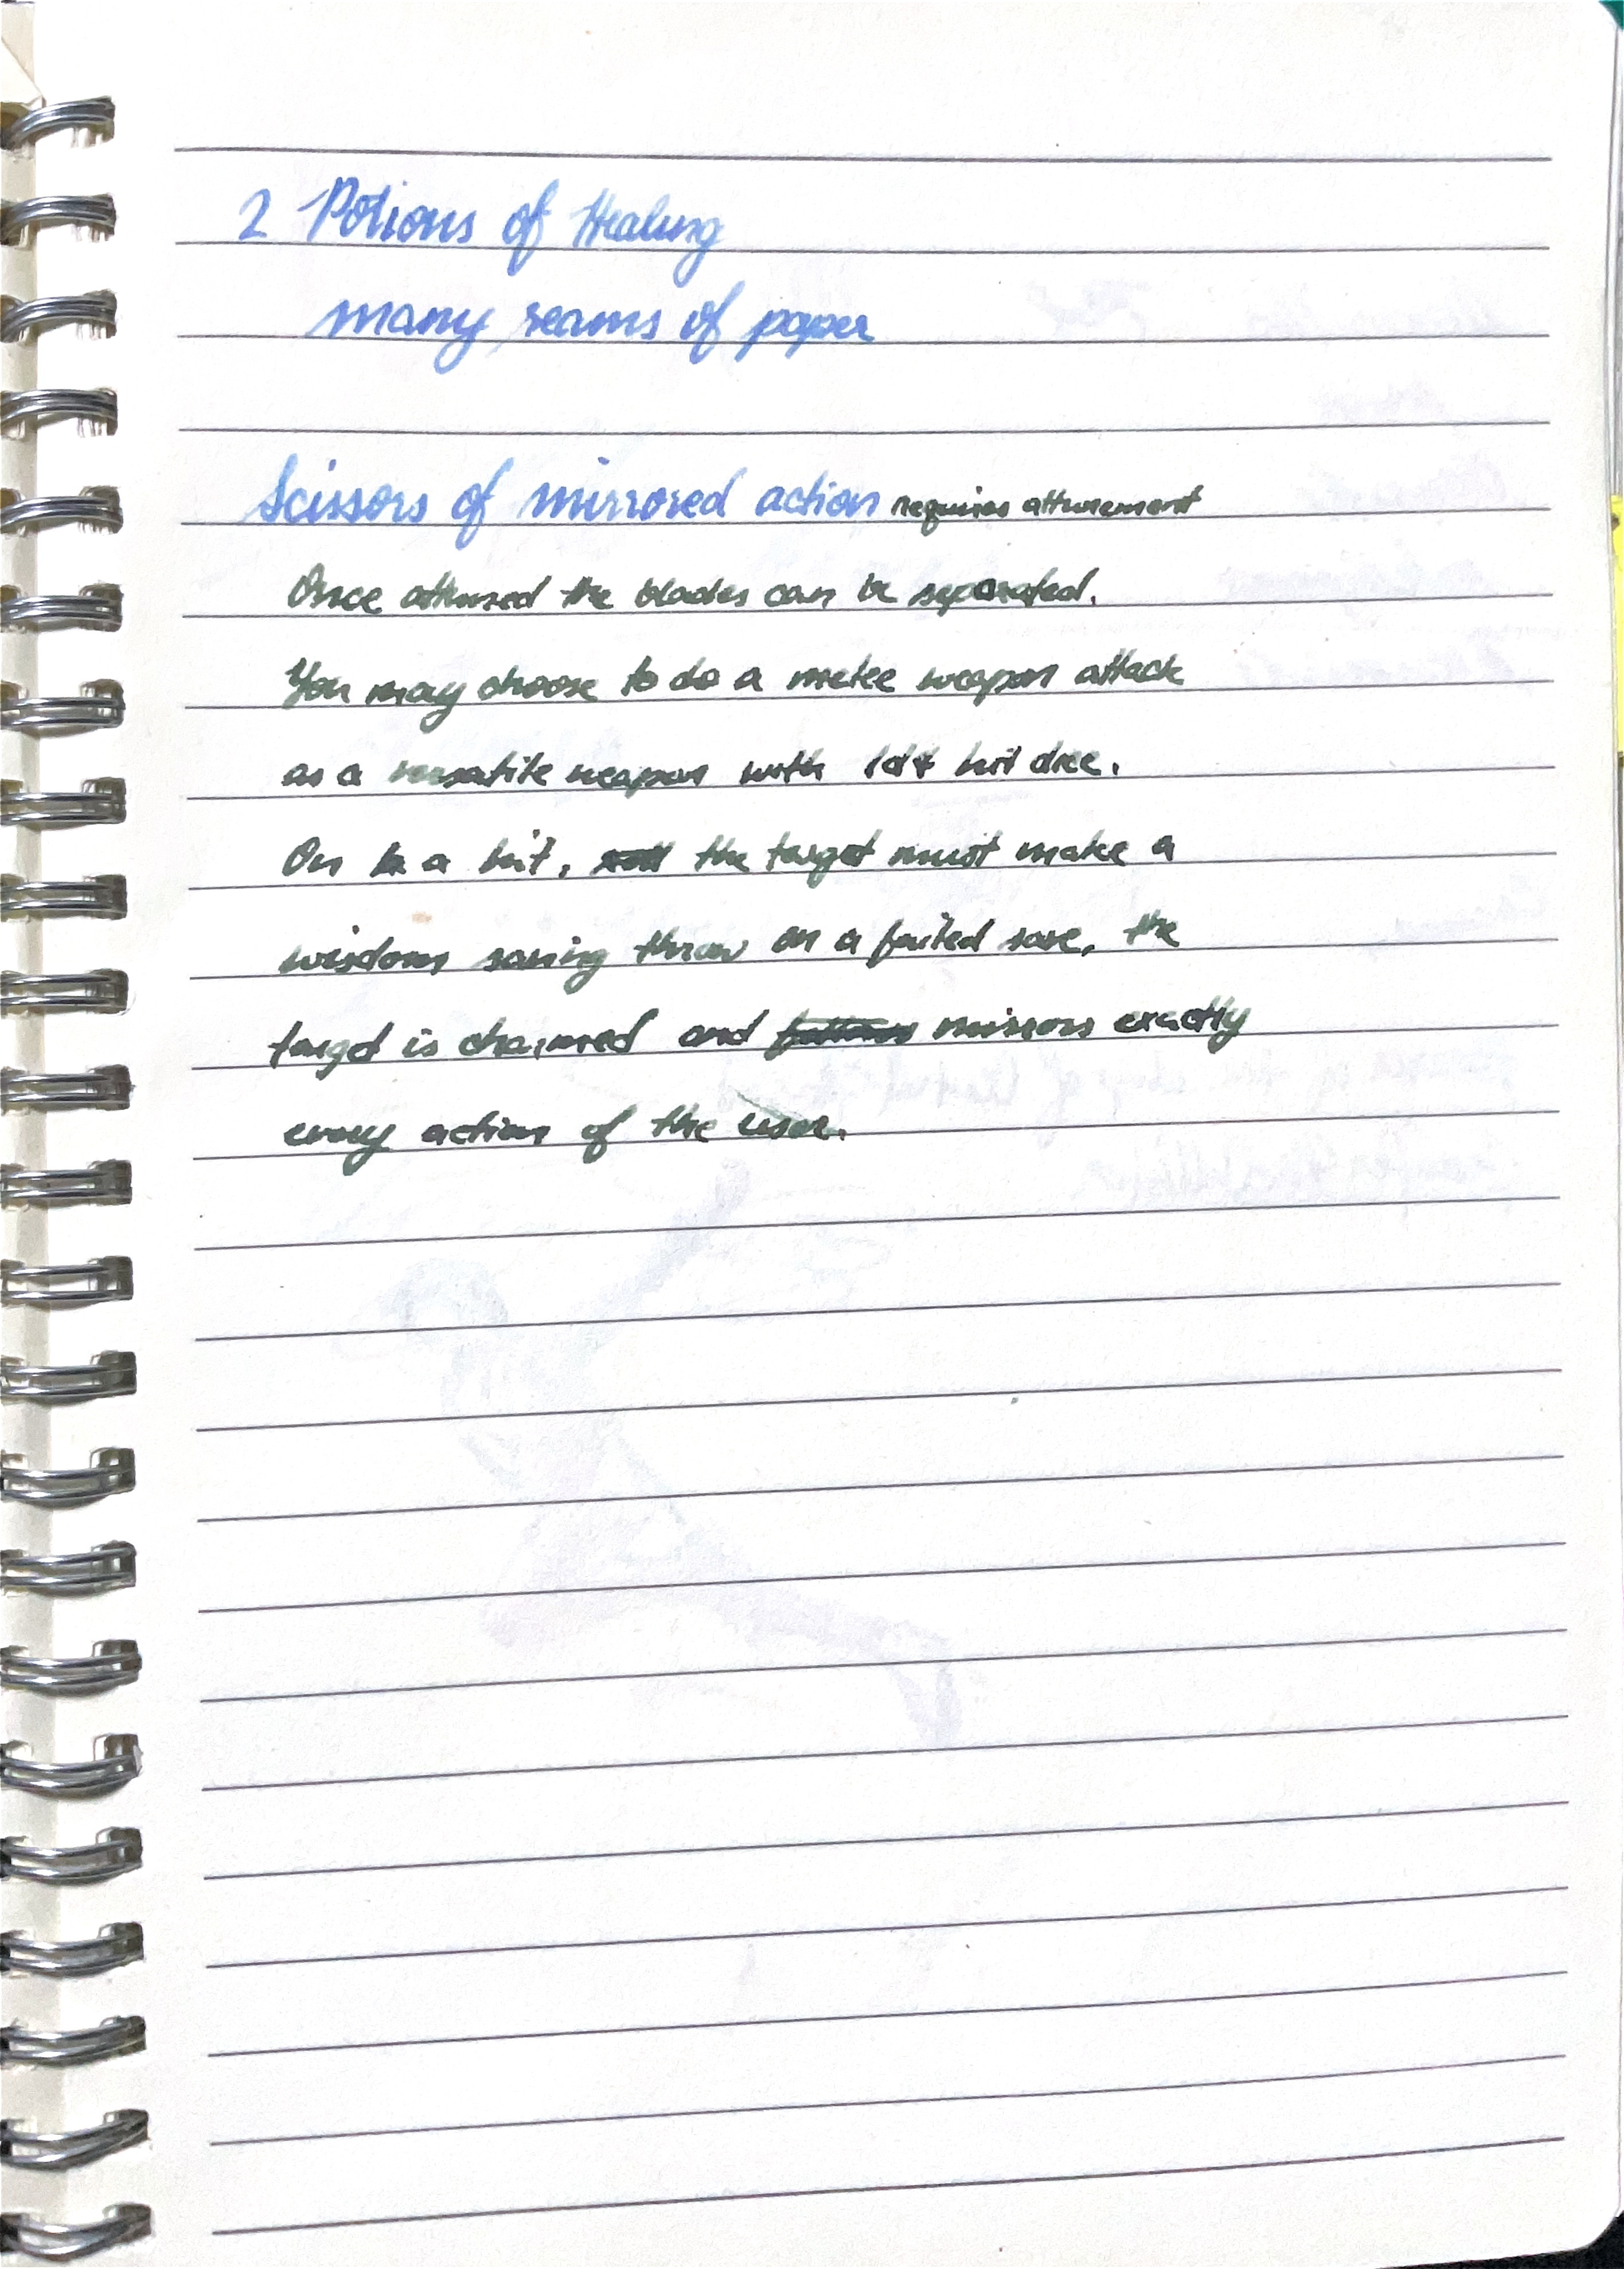 2 Potions of Healing
many reams of paper
Scissors of mirrored action requires attunement
Once attuned the blades can be separated.
You may choose to do a melee weapon attack
as a versatile weapon with 1d4 hit dice.
On a hit, the target must make a
wisdom saving throw on a failed save, the
target is charmed and mirrors exactly
every action of the user.